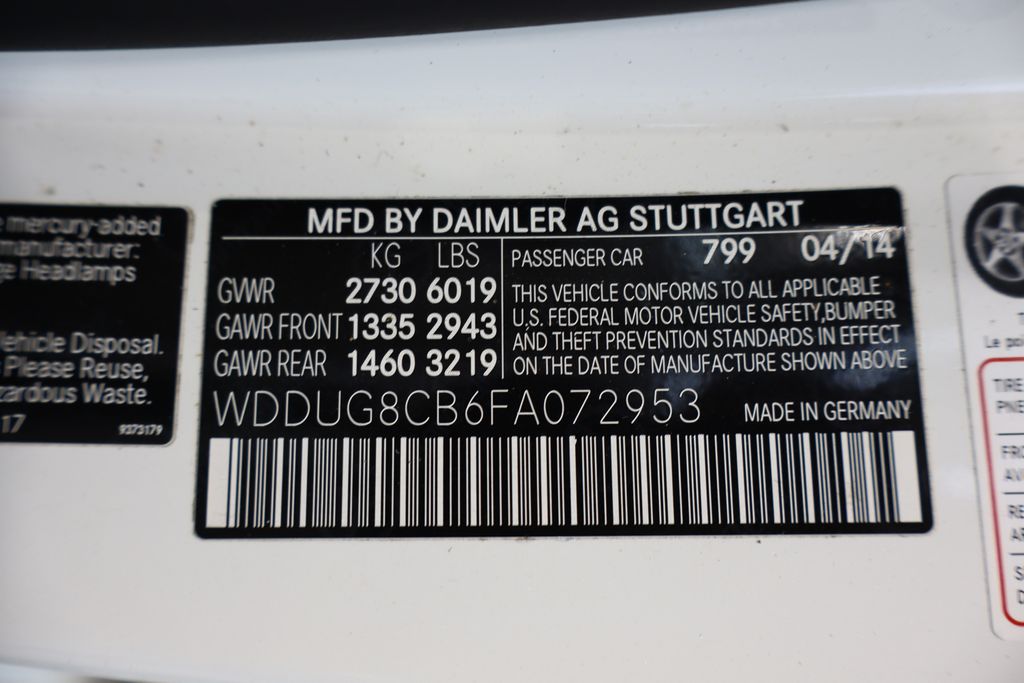 mercury-added
manufacturer:
Headlamps
Vehicle Disposal.
Please Reuse,
Hazardous Waste.
17
9373179
MFD BY DAIMLER AG STUTTGART
KG LBS
GVWR 2730 6019
GAWR FRONT 1335 2943
GAWR REAR 1460 3219
PASSENGER CAR 799 04/14
THIS VEHICLE CONFORMS TO ALL APPLICABLE
U.S. FEDERAL MOTOR VEHICLE SAFETY,BUMPER
AND THEFT PREVENTION STANDARDS IN EFFECT
ON THE DATE OF MANUFACTURE SHOWN ABOVE
WDDUG8CB6FA072953 MADE IN GERMANY
Le
TIRE